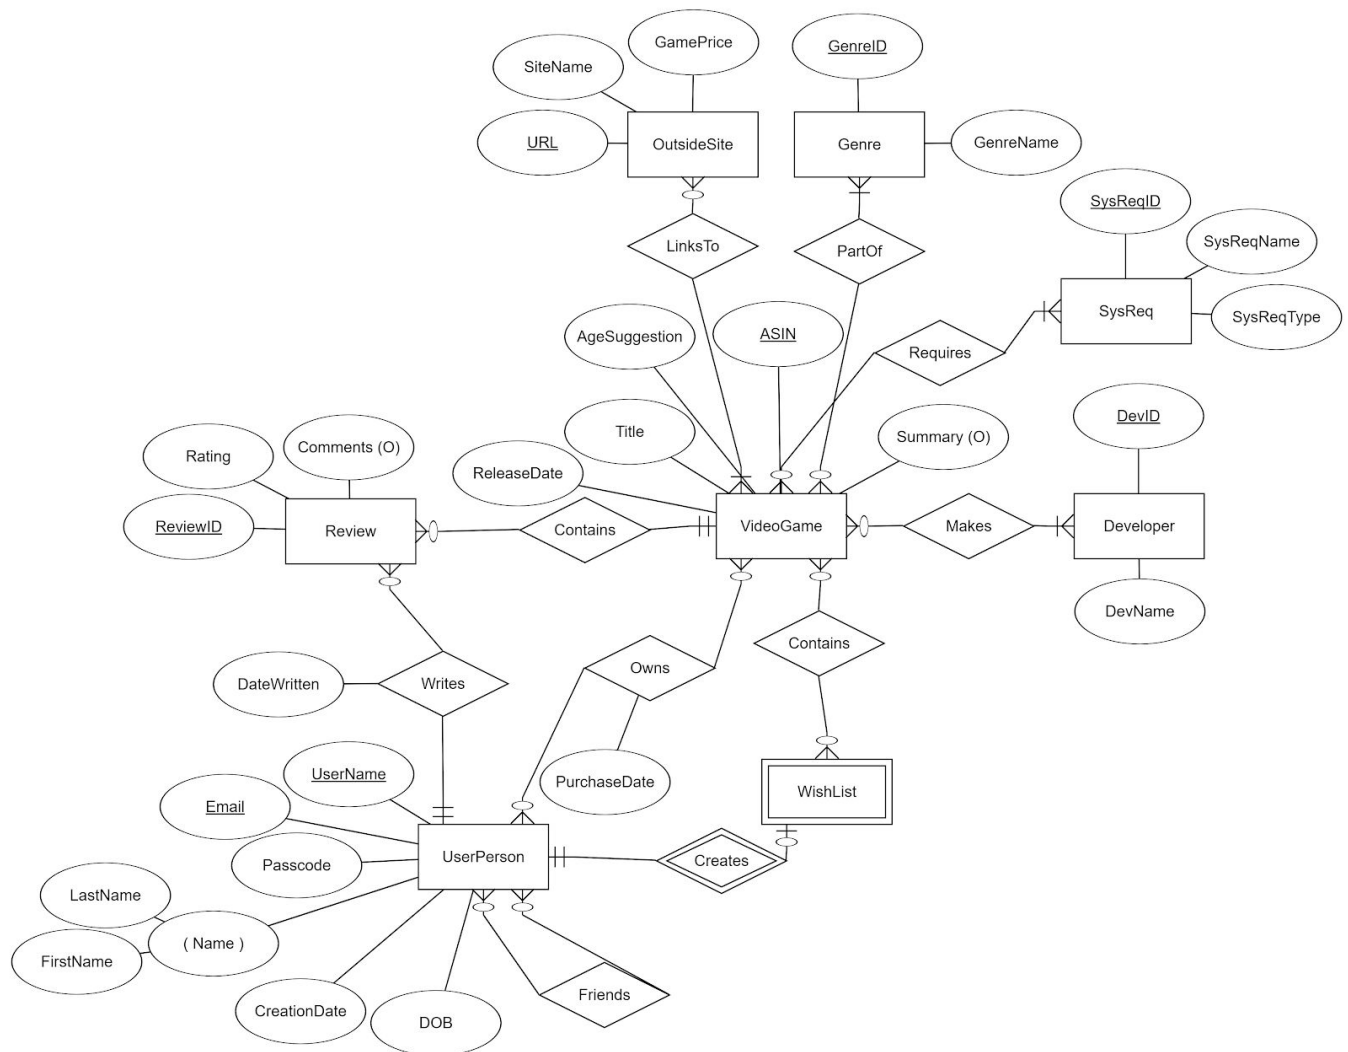 GamePrice
GenreID
SiteName
URL
OutsideSite
Genre
GenreName
SysReqID
SysReqName
LinksTo
PartOf
SysReq
SysReqType
AgeSuggestion
ASIN
Requires
Title
Summary (O)
DevID
Comments (O)
Rating
ReleaseDate
ReviewID
Review
Contains
VideoGame
Makes
Developer
DevName
Contains
Owns
DateWritten
Writes
UserName
PurchaseDate
WishList
Email
Passcode
UserPerson
Creates
LastName
( Name )
FirstName
CreationDate
DOB
Friends